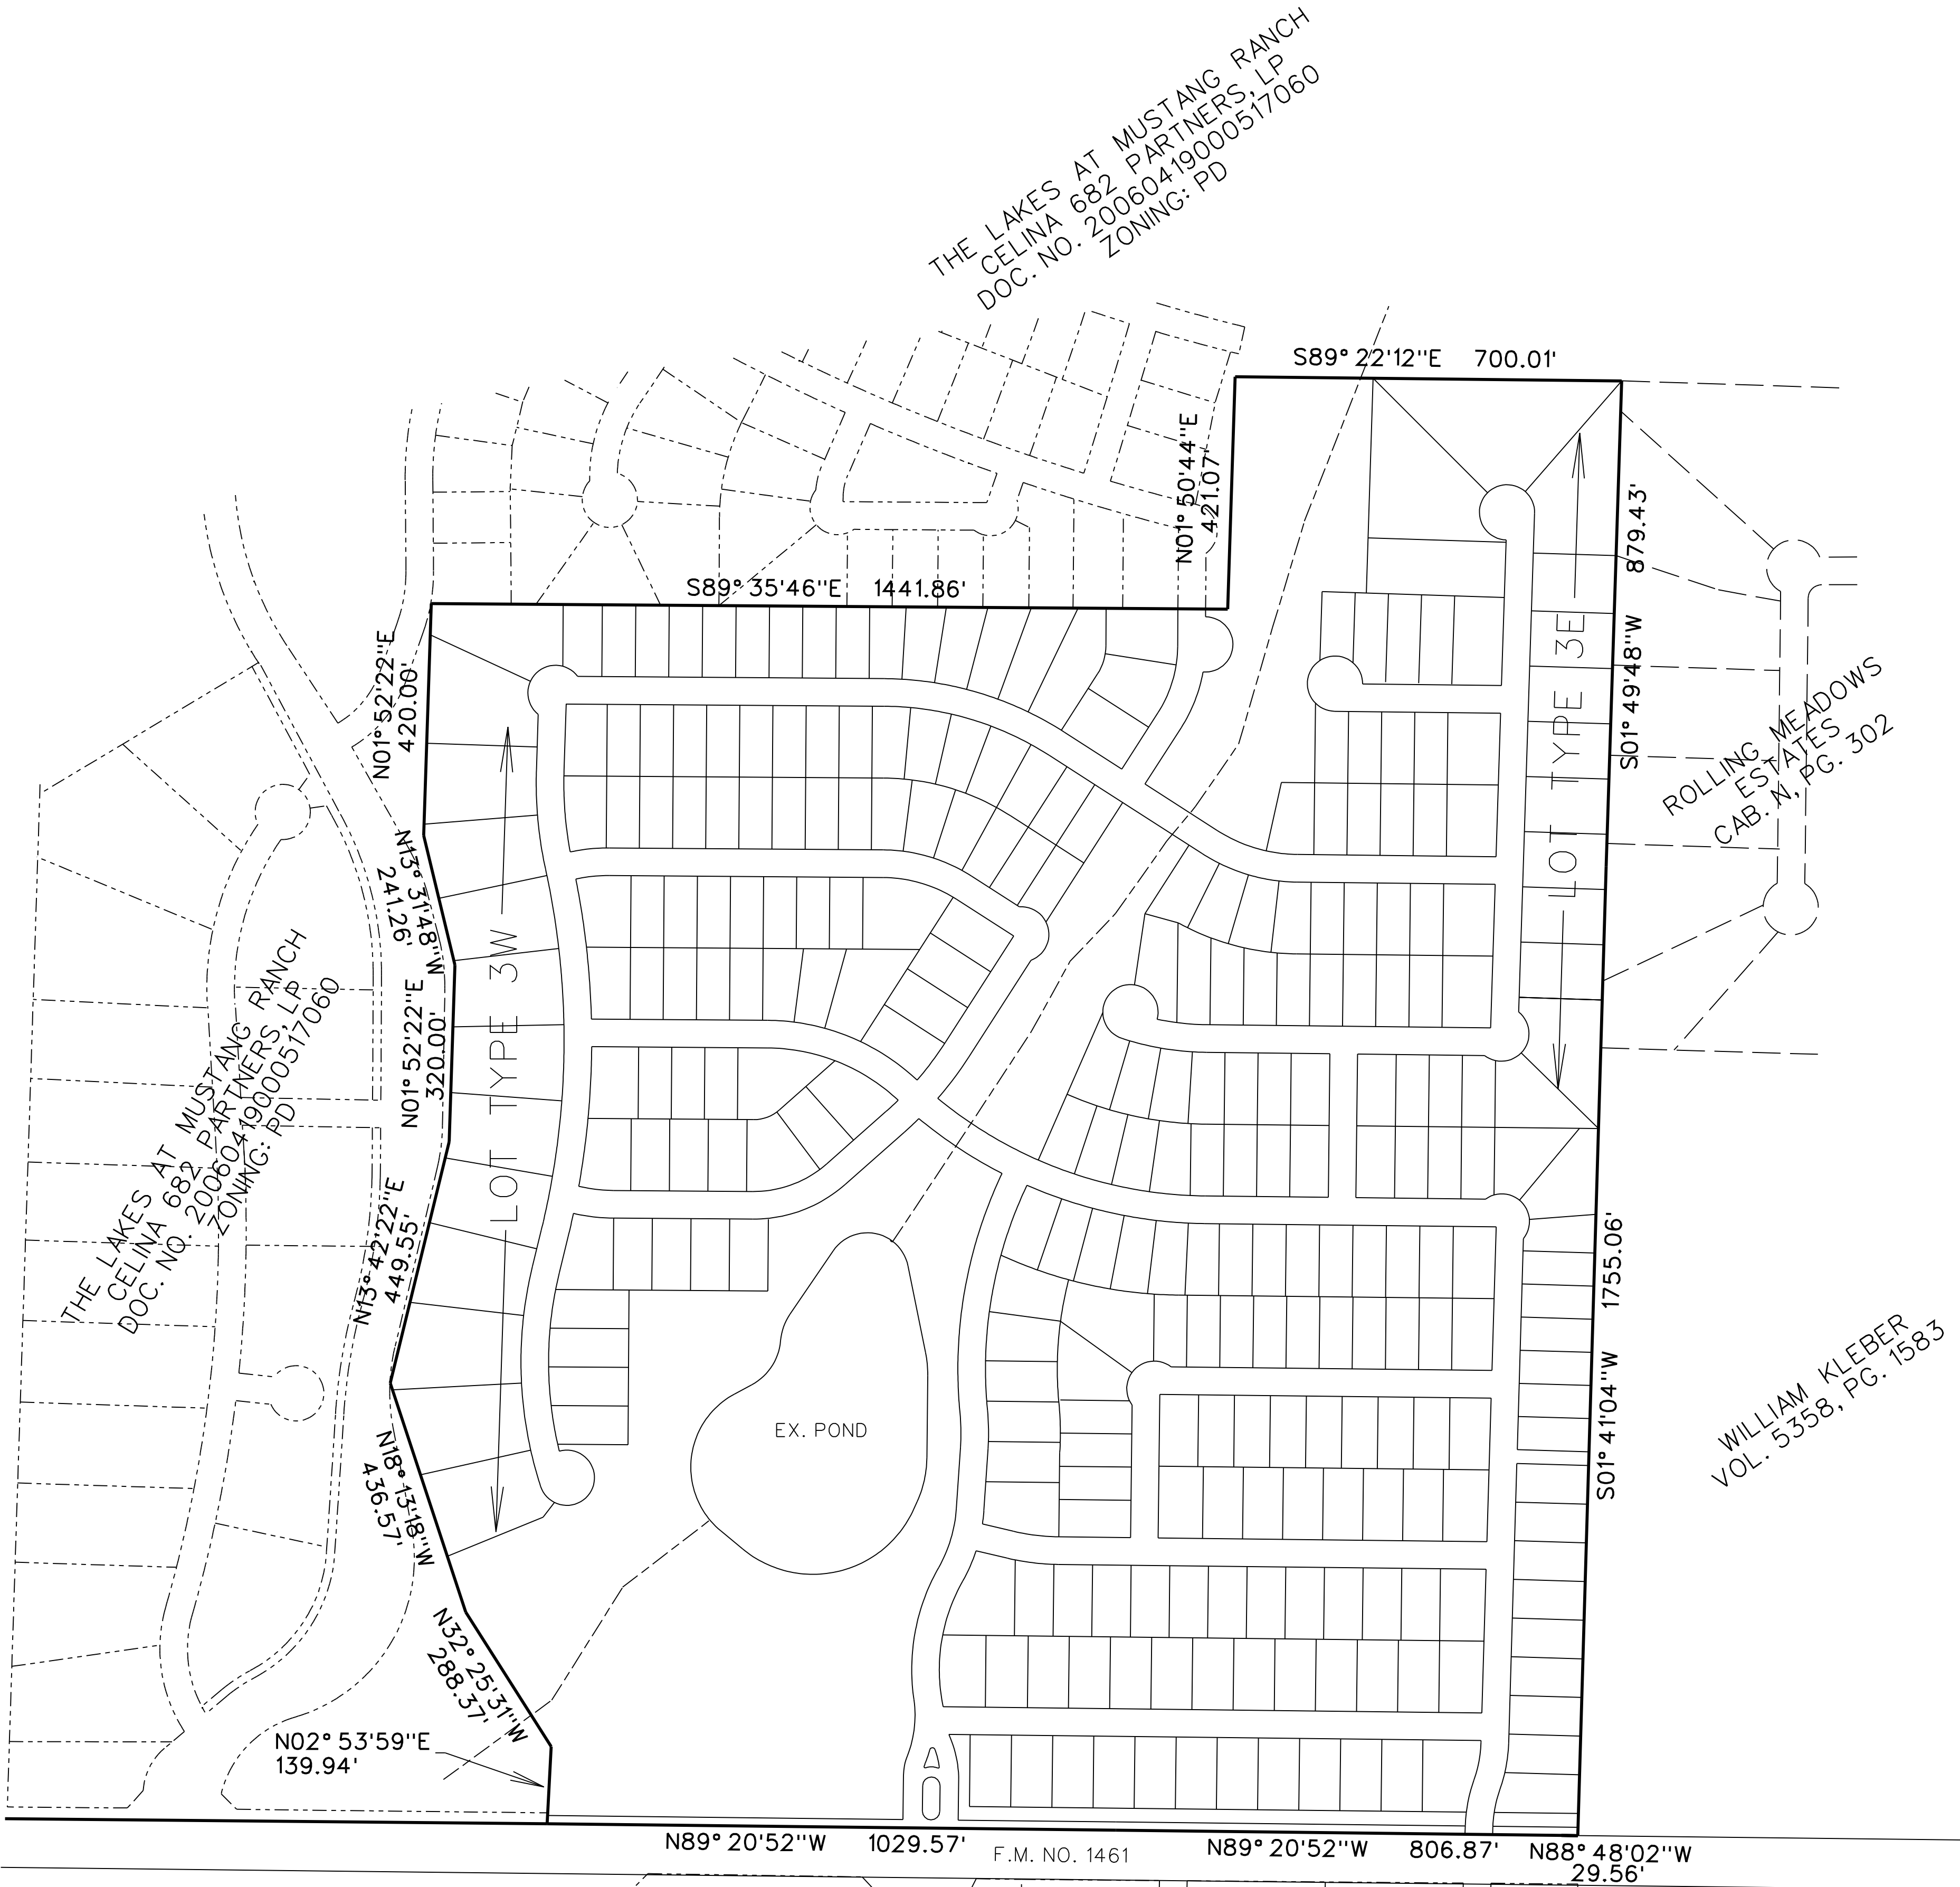 THE LAKES AT MUSTANG RANCH
CELINA 682 PARTNERS, LP
DOC. NO. 20060419000517060
ZONING: PD
S89° 22'12"E 700.01'
N01° 50'44"E
421.07'
S89° 35'46"E 1441.86'
879.43'
S01° 49'48"W
LOT TYPE 3E
N01° 52'22"E
420.00'
ROLLING MEADOWS
ESTATES
CAB. N, PG. 302
N13° 31'48"W
241.26'
LOT TYPE 3W
THE LAKES AT MUSTANG RANCH
CELINA 682 PARTNERS, LP
DOC. NO. 20060419000517060
ZONING: PD
N01° 52'22"E
320.00'
N13° 42'22"E
449.55'
1755.06'
S01° 41'04"W
WILLIAM KLEBER
VOL. 5358, PG. 1583
EX. POND
N18° 13'18"W
436.57'
N32° 25'31"W
288.37'
N02° 53'59"E
139.94'
N89° 20'52"W 1029.57'
F.M. NO. 1461
N89° 20'52"W 806.87'
N88° 48'02"W
29.56'